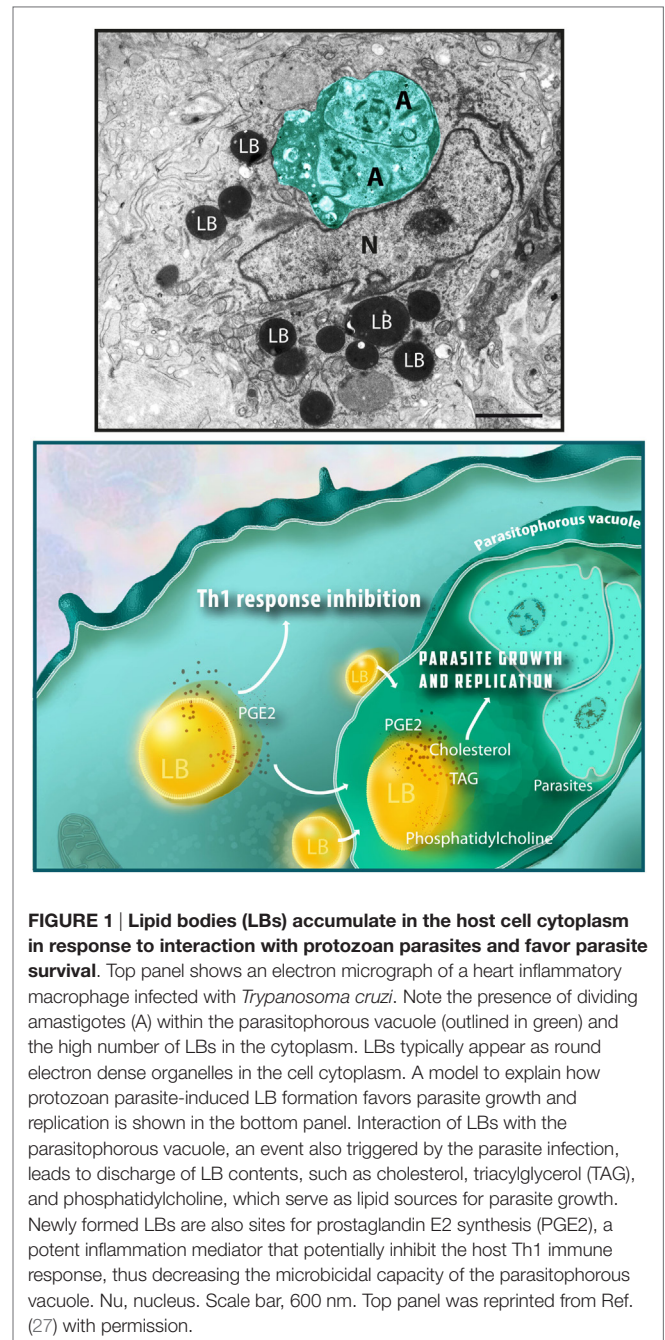 A
LB
A
LB
N
LB
LB
LB
Parasitophorous vacuole
Th1 response inhibition
PARASITE GROWTH
AND REPLICATION
LB
PGE2
PGE2
Cholesterol
LB
TAG
LB
Parasites
Phosphatidylcholine
LB
FIGURE 1 | Lipid bodies (LBs) accumulate in the host cell cytoplasm
in response to interaction with protozoan parasites and favor parasite
survival. Top panel shows an electron micrograph of a heart inflammatory
macrophage infected with Trypanosoma cruzi. Note the presence of dividing
amastigotes (A) within the parasitophorous vacuole (outlined in green) and
the high number of LBs in the cytoplasm. LBs typically appear as round
electron dense organelles in the cell cytoplasm. A model to explain how
protozoan parasite-induced LB formation favors parasite growth and
replication is shown in the bottom panel. Interaction of LBs with the
parasitophorous vacuole, an event also triggered by the parasite infection,
leads to discharge of LB contents, such as cholesterol, triacylglycerol (TAG),
and phosphatidylcholine, which serve as lipid sources for parasite growth.
Newly formed LBs are also sites for prostaglandin E2 synthesis (PGE2), a
potent inflammation mediator that potentially inhibit the host Th1 immune
response, thus decreasing the microbicidal capacity of the parasitophorous
vacuole. Nu, nucleus. Scale bar, 600 nm. Top panel was reprinted from Ref.
(27) with permission.